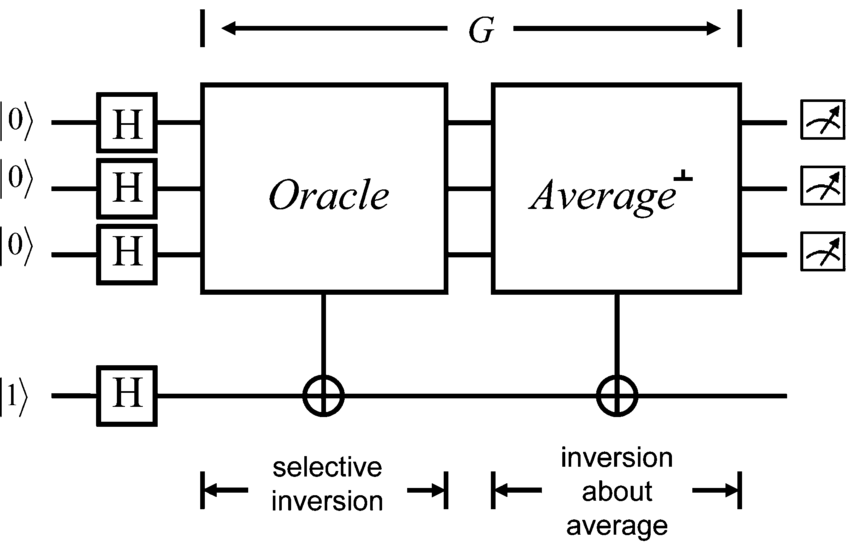 G
|0⟩ H
|0⟩ H
|0⟩ H
Oracle
Average⊥
|1⟩ H
selective
inversion
inversion
about
average